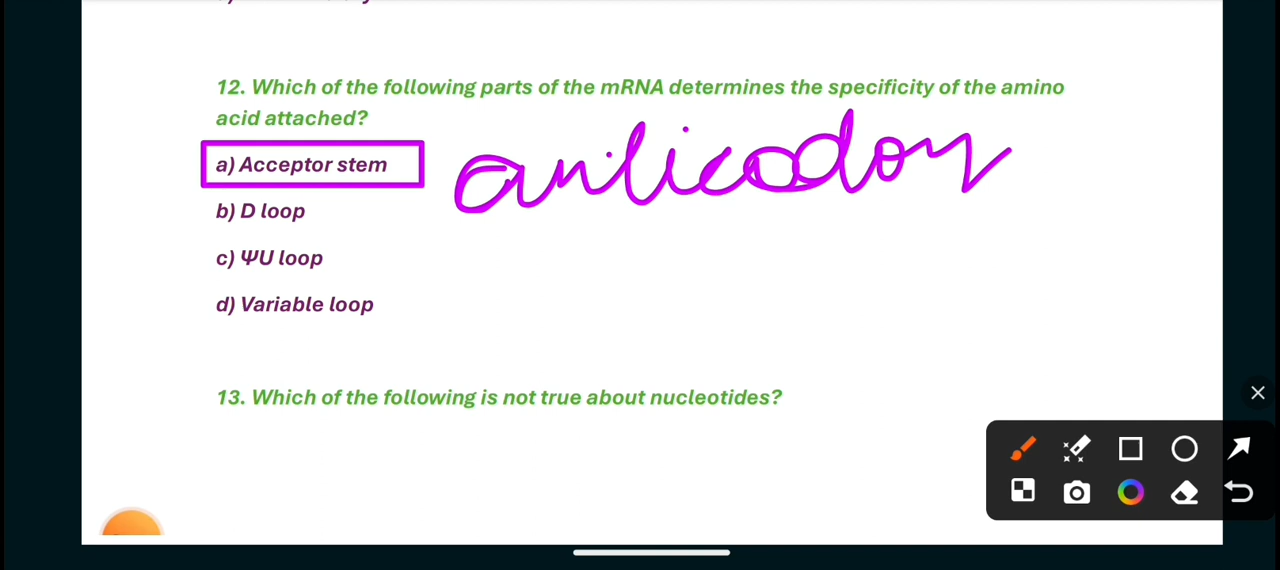 12. Which of the following parts of the mRNA determines the specificity of the amino
acid attached?
a) Acceptor stem
anticodon
b) D loop
c) ΨU loop
d) Variable loop
13. Which of the following is not true about nucleotides?